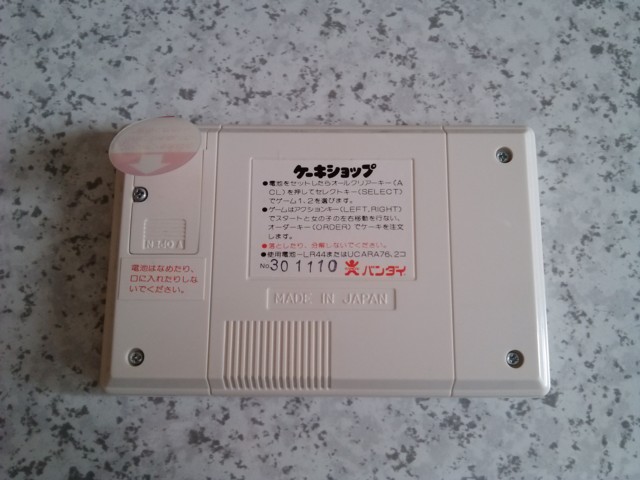 ケーキショップ
●電池をセットしたらオールクリアーキー(A
CL)を押してセレクトキー(SELECT)
でゲーム1、2を選びます。
●ゲームはアクションキー(LEFT,RIGHT)
でスタートと女の子の左右移動を行ない、
オーダーキー(ORDER)でケーキを注文
します。
●落としたり、分解しないでください。
●使用電池-LR44またはUCARA76、2コ
No.301110 バンダイ
MADE IN JAPAN
電池はなめたり、
口に入れたりしな
いでください。